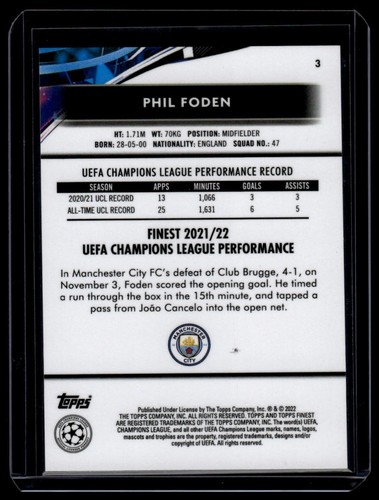 3
PHIL FODEN
HT: 1.71M WT: 70KG POSITION: MIDFIELDER
BORN: 28-05-00 NATIONALITY: ENGLAND SQUAD NO.: 47
UEFA CHAMPIONS LEAGUE PERFORMANCE RECORD
SEASON APPS MINUTES GOALS ASSISTS
2020/21 UCL RECORD 13 1,066 3 3
ALL-TIME UCL RECORD 25 1,631 6 5
FINEST 2021/22
UEFA CHAMPIONS LEAGUE PERFORMANCE
In Manchester City FC's defeat of Club Brugge, 4-1, on
November 3, Foden scored the opening goal. He timed
a run through the box in the 15th minute, and tapped a
pass from João Cancelo into the open net.
MANCHESTER
CITY
Topps
Published Under License by The Topps Company, Inc. ® & © 2022
THE TOPPS COMPANY, INC. ALL RIGHTS RESERVED. TOPPS AND TOPPS FINEST
ARE REGISTERED TRADEMARKS OF THE TOPPS COMPANY, INC. The word(s) UEFA,
CHAMPIONS LEAGUE, and all other UEFA Champions League marks, names, logos,
mascots and trophies are the property, registered trademarks, designs and/or
copyright of UEFA. All rights reserved.